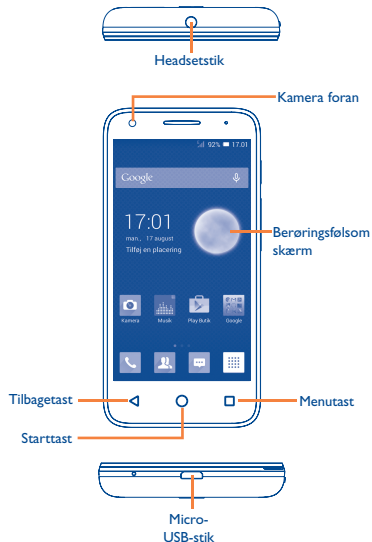 Headsetstik
Kamera foran
92% 17.01
Google
17:01
man., 17 august
Tilføj en placering
Berøringsfølsom
skærm
Kamera Musik Play Butik Google
Tilbagetast
Menutast
Starttast
Micro-
USB-stik